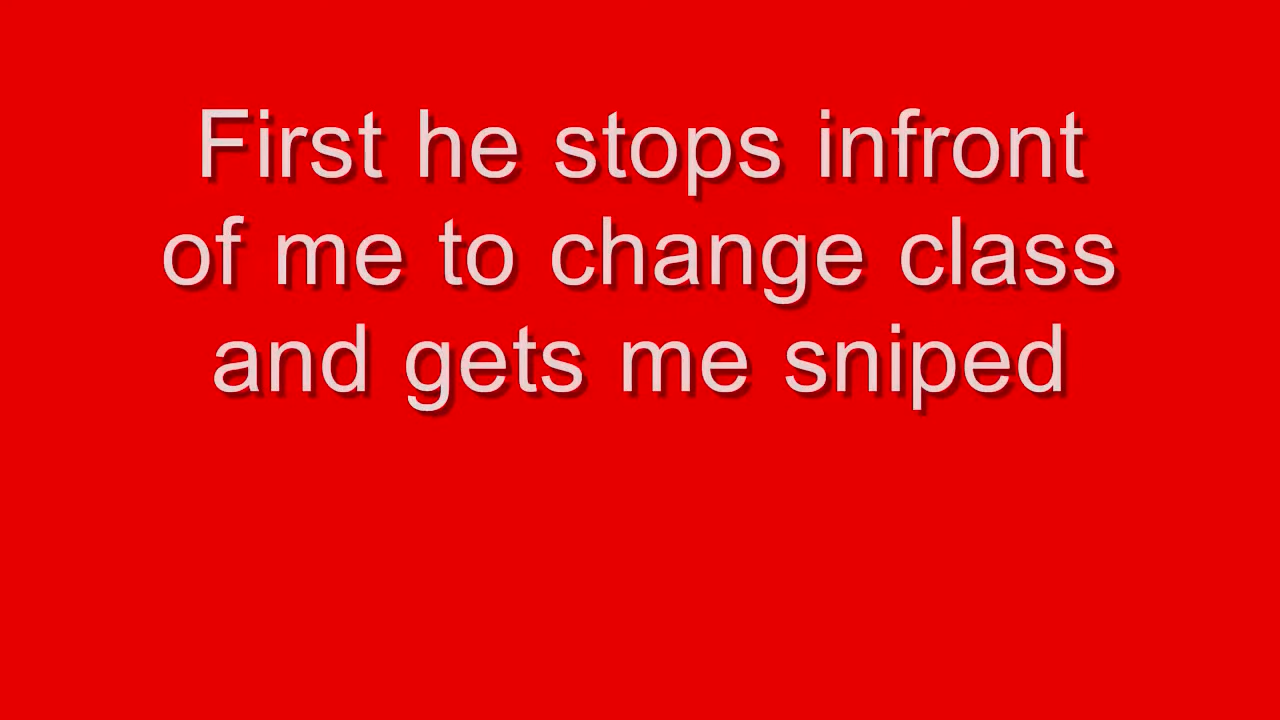 First he stops infront
of me to change class
and gets me sniped